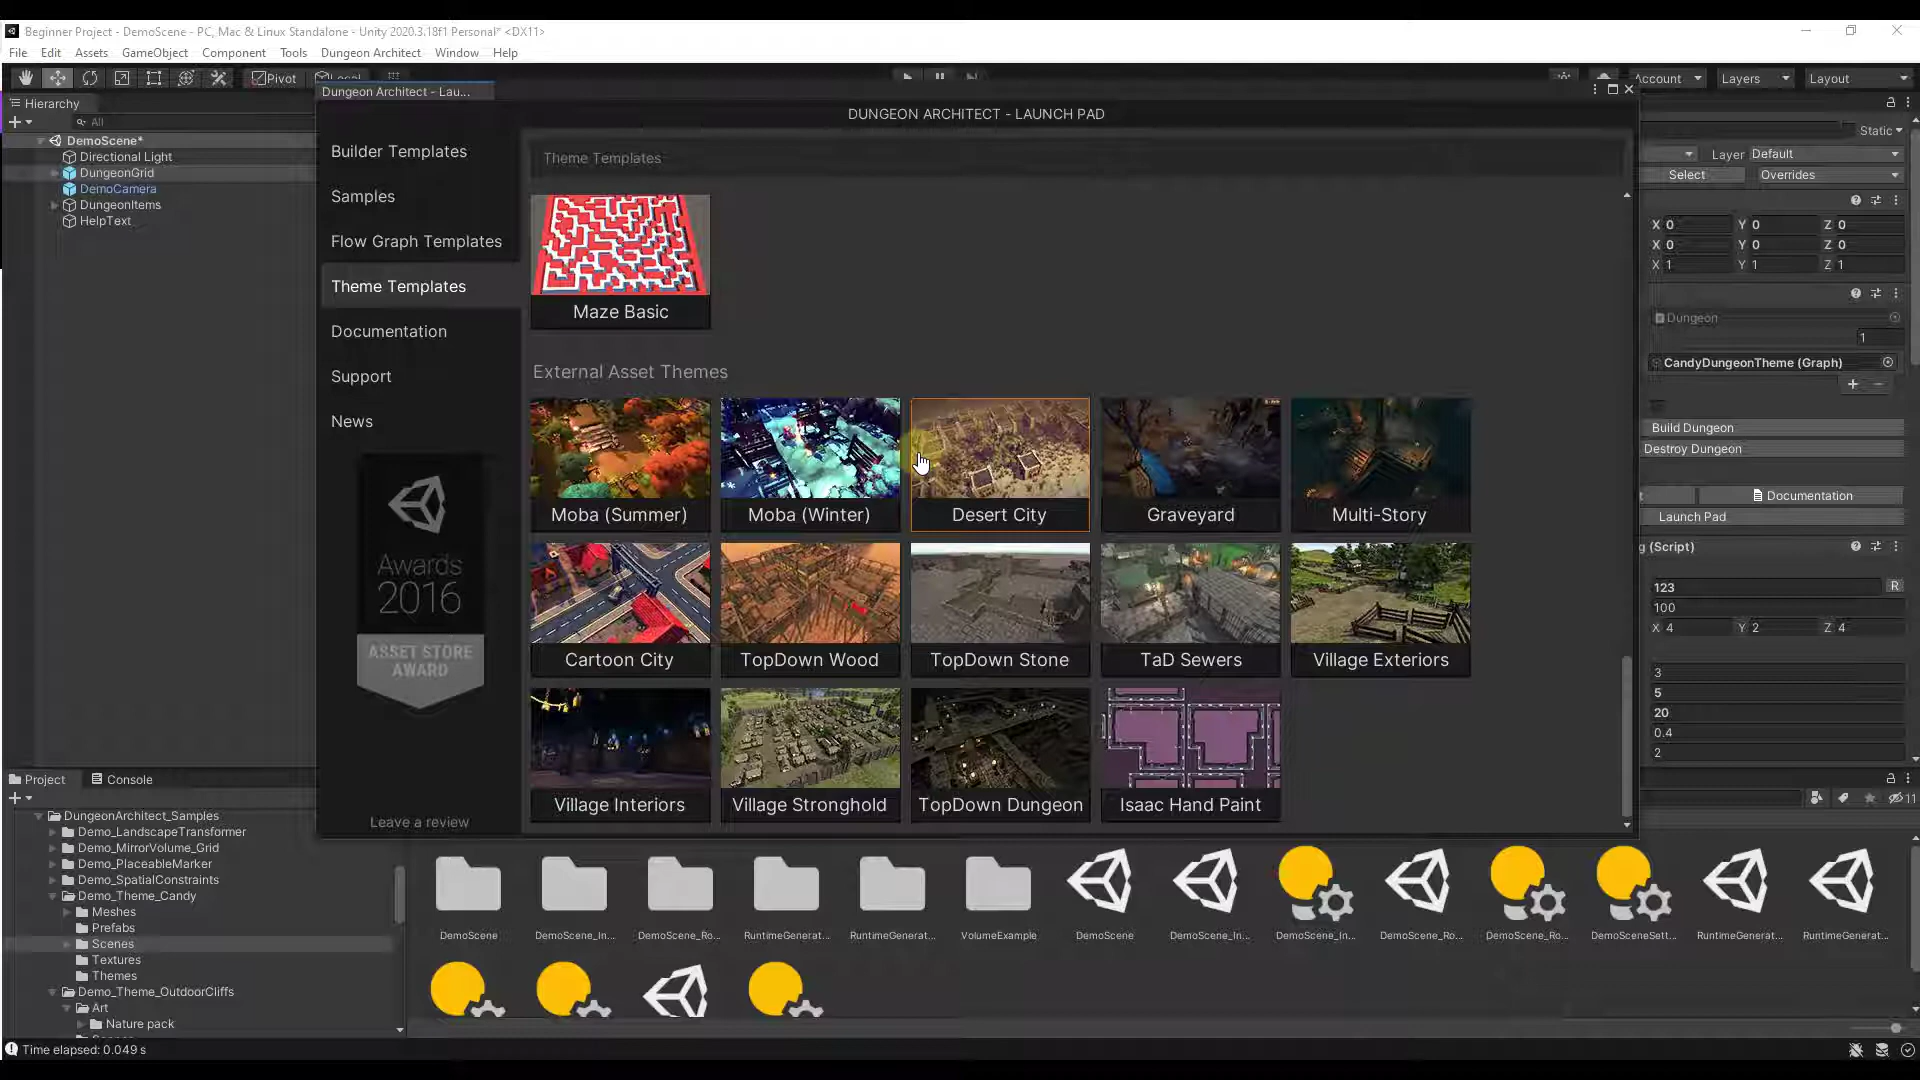 Beginner Project - DemoScene - PC, Mac & Linux Standalone - Unity 2020.3.18f1 Personal* <DX11>
File Edit Assets GameObject Component Tools Dungeon Architect Window Help
Pivot Local Account Layers Layout
Dungeon Architect - Lau...
Hierarchy
All
DemoScene*
Directional Light
DungeonGrid
DemoCamera
DungeonItems
HelpText
DUNGEON ARCHITECT - LAUNCH PAD
Builder Templates
Samples
Flow Graph Templates
Theme Templates
Documentation
Support
News
Awards
2016
ASSET STORE
AWARD
Leave a review
Theme Templates
Maze Basic
External Asset Themes
Moba (Summer) Moba (Winter) Desert City Graveyard Multi-Story
Cartoon City TopDown Wood TopDown Stone TaD Sewers Village Exteriors
Village Interiors Village Stronghold TopDown Dungeon Isaac Hand Paint
Static
Layer Default
Select Overrides
X 0 Y 0 Z 0
X 0 Y 0 Z 0
X 1 Y 1 Z 1
Dungeon
1
CandyDungeonTheme (Graph)
Build Dungeon
Destroy Dungeon
Documentation
Launch Pad
g (Script)
123 R
100
X 4 Y 2 Z 4
3
5
20
0.4
2
Project Console
11
DungeonArchitect_Samples
Demo_LandscapeTransformer
Demo_MirrorVolume_Grid
Demo_PlaceableMarker
Demo_SpatialConstraints
Demo_Theme_Candy
Meshes
Prefabs
Scenes
Textures
Themes
Demo_Theme_OutdoorCliffs
Art
Nature pack
DemoScene DemoScene_In... DemoScene_Ro... RuntimeGenerat... RuntimeGenerat... VolumeExample DemoScene DemoScene_In... DemoScene_In... DemoScene_Ro... DemoScene_Ro... DemoSceneSett... RuntimeGenerat... RuntimeGenerat...
Time elapsed: 0.049 s